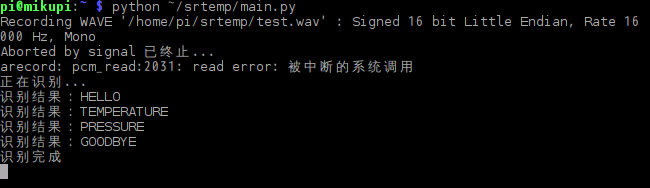 pi@mikupi:~ $ python ~/srtemp/main.py
Recording WAVE '/home/pi/srtemp/test.wav' : Signed 16 bit Little Endian, Rate 16
000 Hz, Mono
Aborted by signal 已终止...
arecord: pcm_read:2031: read error: 被中断的系统调用
正在识别...
识别结果：HELLO
识别结果：TEMPERATURE
识别结果：PRESSURE
识别结果：GOODBYE
识别完成